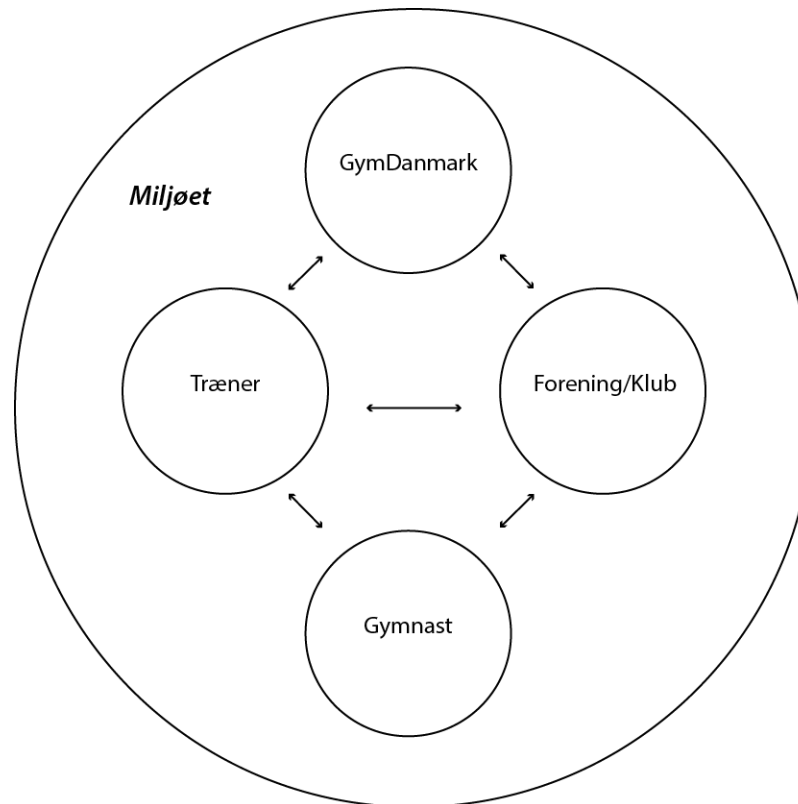 GymDanmark
Miljøet
Træner
Forening/Klub
Gymnast